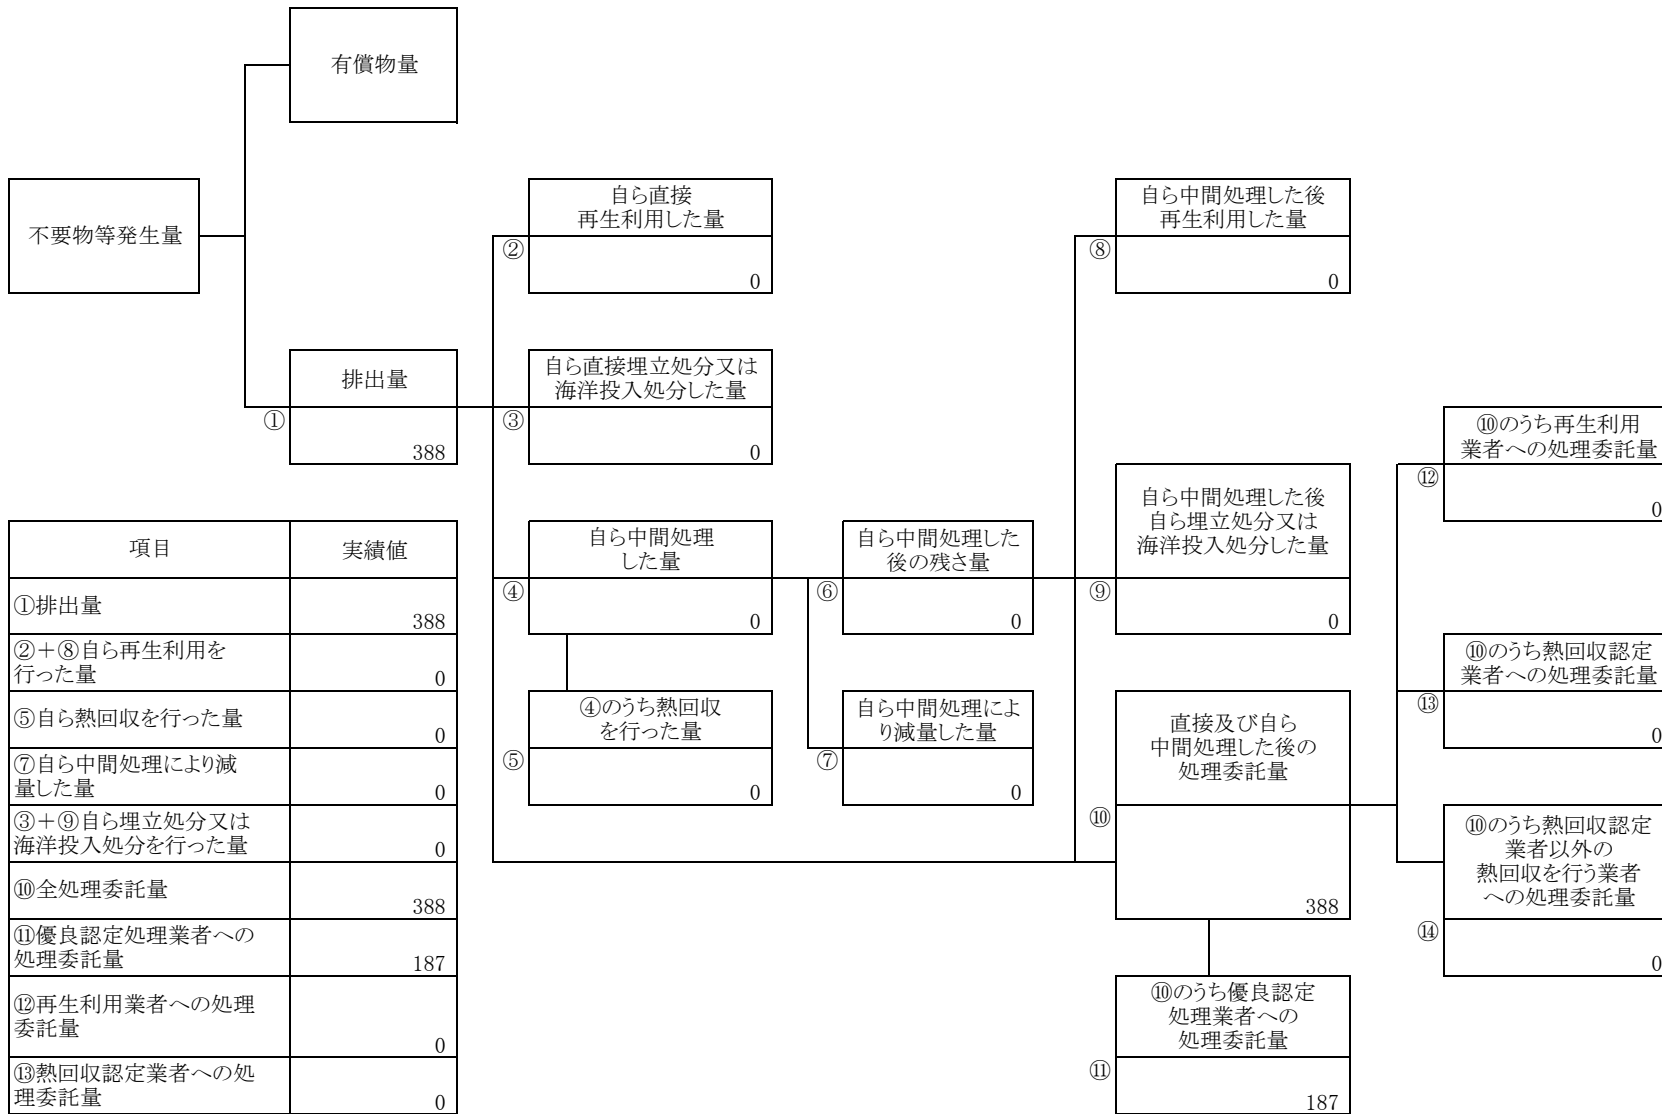 有償物量
不要物等発生量
自ら直接
再生利用した量
②
0
自ら中間処理した後
再生利用した量
⑧
0
排出量
①
388
自ら直接埋立処分又は
海洋投入処分した量
③
0
⑩のうち再生利用
業者への処理委託量
⑫
0
自ら中間処理
した量
④
0
自ら中間処理した
後の残さ量
⑥
0
自ら中間処理した後
自ら埋立処分又は
海洋投入処分した量
⑨
0
⑩のうち熱回収認定
業者への処理委託量
⑬
0
④のうち熱回収
を行った量
⑤
0
自ら中間処理によ
り減量した量
⑦
0
直接及び自ら
中間処理した後の
処理委託量
⑩
388
⑩のうち熱回収認定
業者以外の
熱回収を行う業者
への処理委託量
⑭
0
⑩のうち優良認定
処理業者への
処理委託量
⑪
187
項目 実績値
①排出量
388
②+⑧自ら再生利用を
行った量
0
⑤自ら熱回収を行った量
0
⑦自ら中間処理により減
量した量
0
③+⑨自ら埋立処分又は
海洋投入処分を行った量
0
⑩全処理委託量
388
⑪優良認定処理業者への
処理委託量
187
⑫再生利用業者への処理
委託量
0
⑬熱回収認定業者への処
理委託量
0